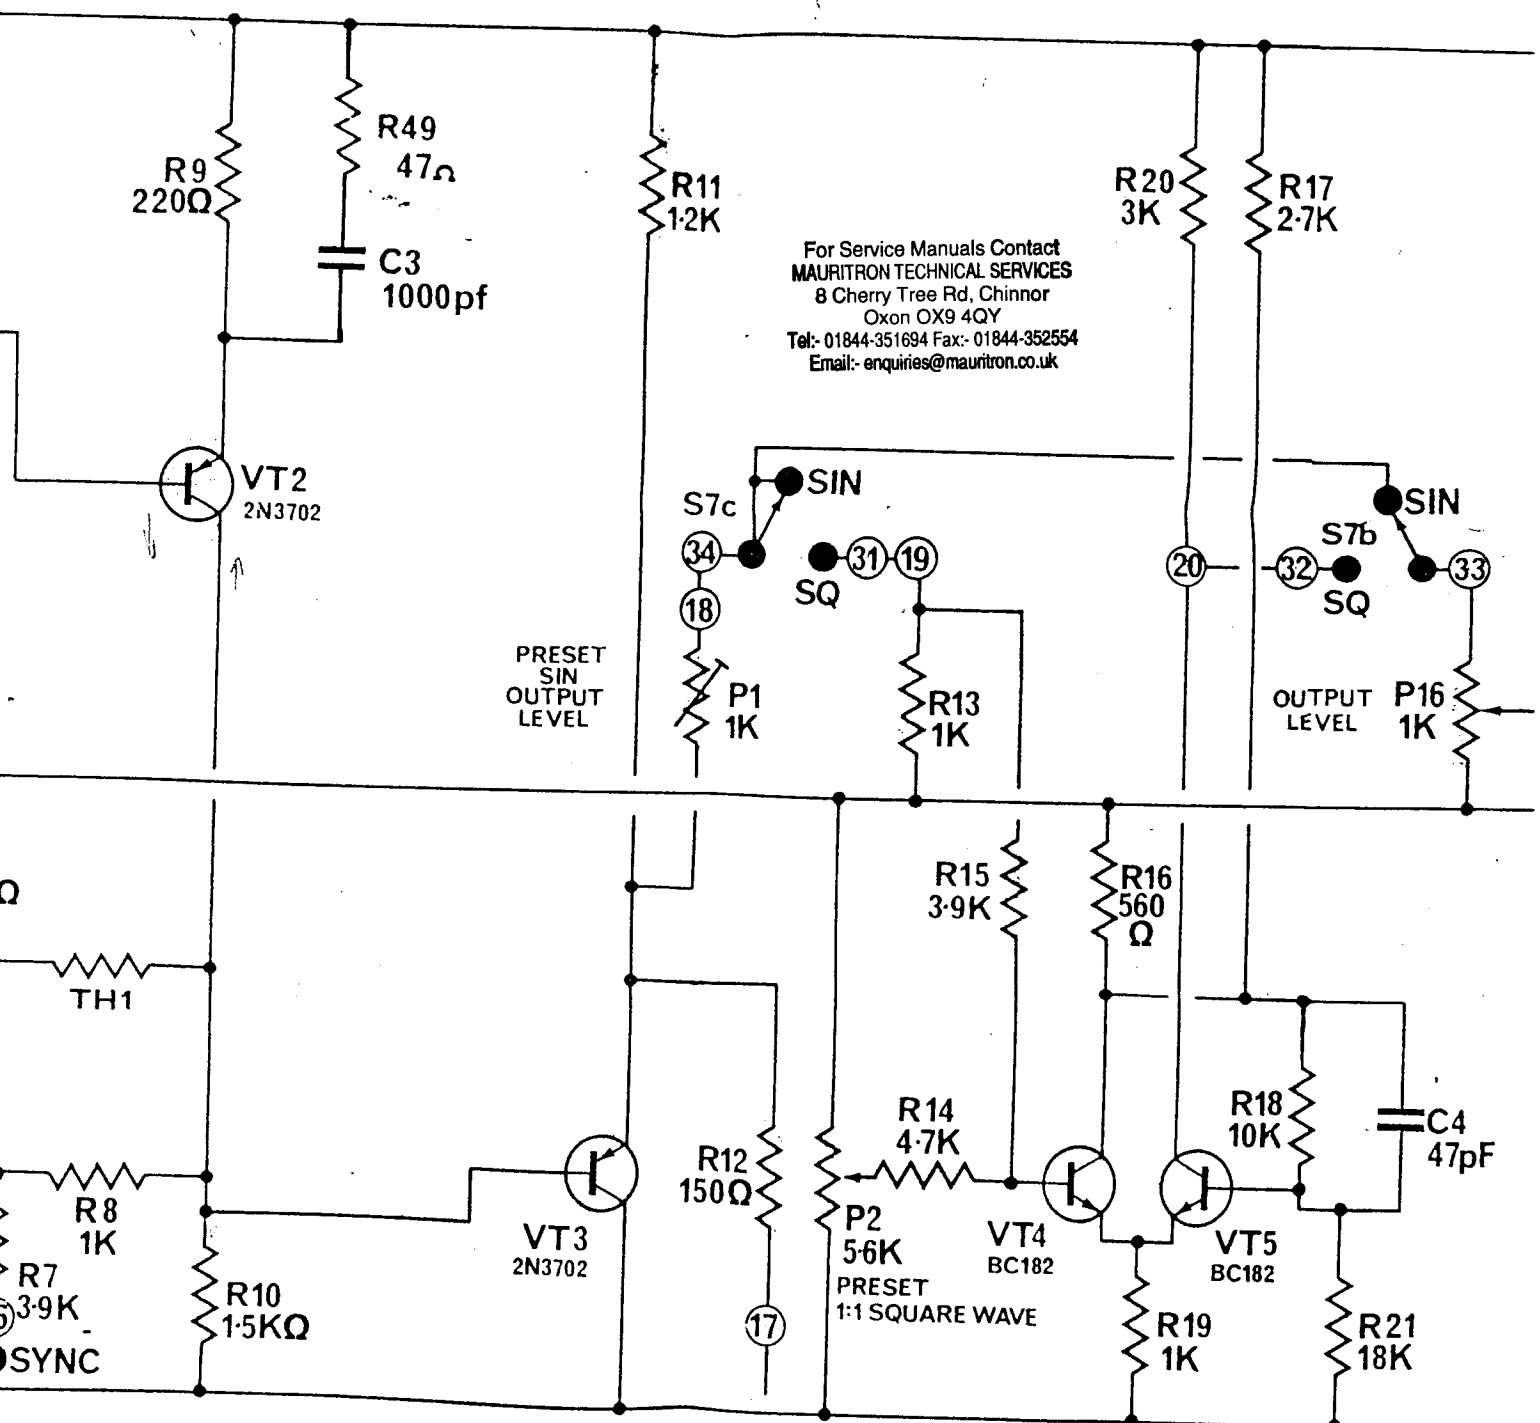 R49
47Ω
R9
220Ω
C3
1000pf
R11
1·2K
R20
3K
R17
2·7K
For Service Manuals Contact
MAURITRON TECHNICAL SERVICES
8 Cherry Tree Rd, Chinnor
Oxon OX9 4QY
Tel:- 01844-351694 Fax:- 01844-352554
Email:- enquiries@mauritron.co.uk
VT2
2N3702
S7c
SIN
34
18
SQ
31
19
20
32
S7b
SIN
SQ
33
PRESET
SIN
OUTPUT
LEVEL
P1
1K
R13
1K
OUTPUT
LEVEL
P16
1K
Ω
TH1
R15
3·9K
R16
560
Ω
R8
1K
R7
3·9K
SYNC
R10
1·5KΩ
VT3
2N3702
R12
150Ω
17
P2
5·6K
PRESET
1:1 SQUARE WAVE
R14
4·7K
VT4
BC182
VT5
BC182
R18
10K
C4
47pF
R19
1K
R21
18K